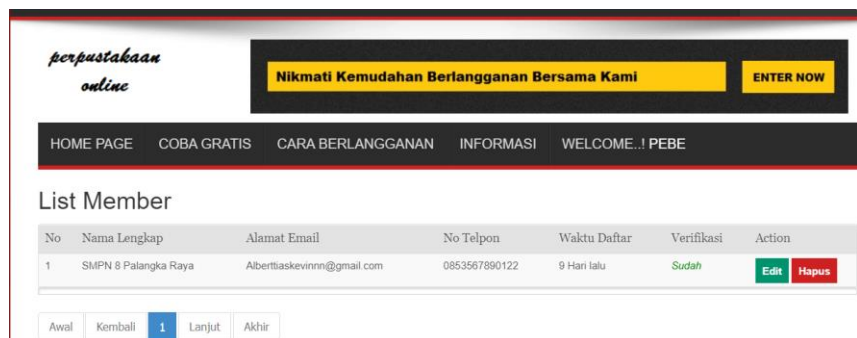 perpustakaan
online
Nikmati Kemudahan Berlangganan Bersama Kami
ENTER NOW
HOME PAGE COBA GRATIS CARA BERLANGGANAN INFORMASI WELCOME..! PEBE
List Member
No Nama Lengkap Alamat Email No Telpon Waktu Daftar Verifikasi Action
1 SMPN 8 Palangka Raya Alberttiaskevinnn@gmail.com 0853567890122 9 Hari lalu Sudah Edit Hapus
Awal Kembali 1 Lanjut Akhir